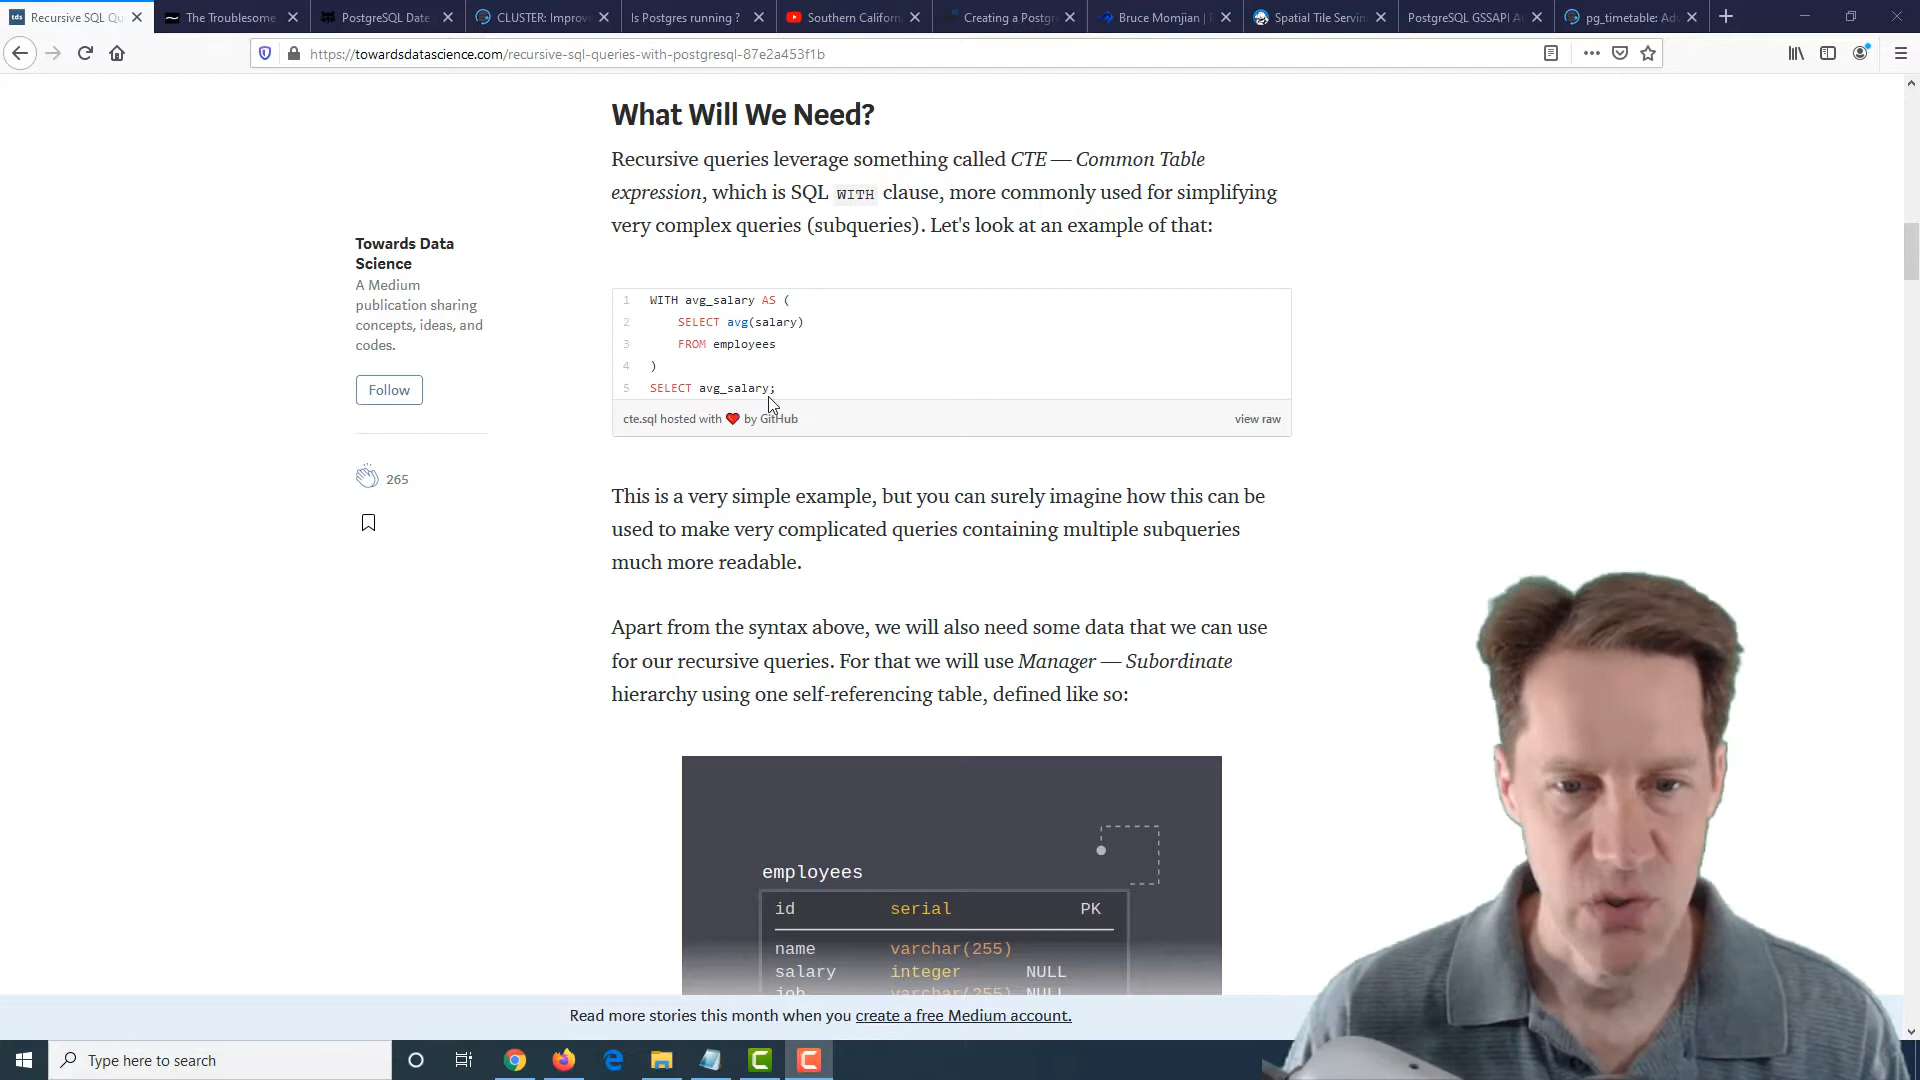 Recursive SQL Qu
The Troublesome
PostgreSQL Date
CLUSTER: Improv
Is Postgres running ?
Southern Californ
Creating a Postgr
Bruce Momjian |
Spatial Tile Servin
PostgreSQL GSSAPI A
pg_timetable: Adv
https://towardsdatascience.com/recursive-sql-queries-with-postgresql-87e2a453f1b
What Will We Need?
Recursive queries leverage something called CTE — Common Table
expression, which is SQL WITH clause, more commonly used for simplifying
very complex queries (subqueries). Let's look at an example of that:
Towards Data
Science
A Medium
publication sharing
concepts, ideas, and
codes.
Follow
265
1 WITH avg_salary AS (
2 SELECT avg(salary)
3 FROM employees
4 )
5 SELECT avg_salary;
cte.sql hosted with ❤ by GitHub
view raw
This is a very simple example, but you can surely imagine how this can be
used to make very complicated queries containing multiple subqueries
much more readable.
Apart from the syntax above, we will also need some data that we can use
for our recursive queries. For that we will use Manager — Subordinate
hierarchy using one self-referencing table, defined like so:
employees
id serial PK
name varchar(255)
salary integer NULL
job varchar(255) NULL
Read more stories this month when you create a free Medium account.
Type here to search